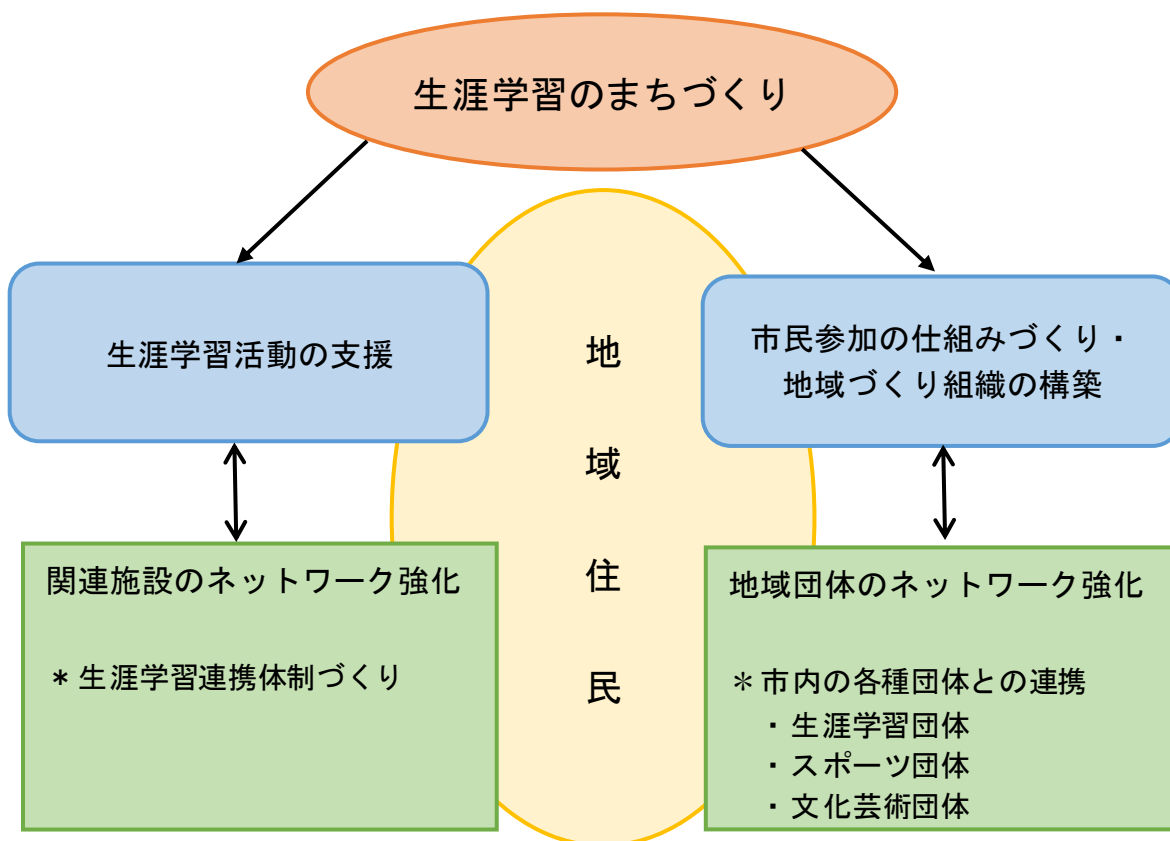 生涯学習のまちづくり
生涯学習活動の支援
地域住民
市民参加の仕組みづくり・
地域づくり組織の構築
関連施設のネットワーク強化
*生涯学習連携体制づくり
地域団体のネットワーク強化
＊市内の各種団体との連携
・生涯学習団体
・スポーツ団体
・文化芸術団体